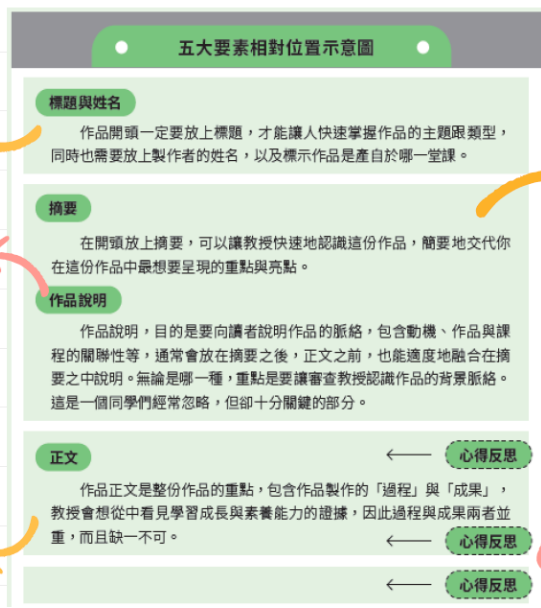 五大要素相對位置示意圖
標題與姓名
作品開頭一定要放上標題，才能讓人快速掌握作品的主題跟類型，
同時也需要放上製作者的姓名，以及標示作品是產自於哪一堂課。
摘要
在開頭放上摘要，可以讓教授快速地認識這份作品，簡要地交代你
在這份作品中最想要呈現的重點與亮點。
作品說明
作品說明，目的是要向讀者說明作品的脈絡，包含動機、作品與課
程的關聯性等，通常會放在摘要之後，正文之前，也能適度地融合在摘
要之中說明。無論是哪一種，重點是要讓審查教授認識作品的背景脈絡。
這是一個同學們經常忽略，但卻十分關鍵的部分。
正文
心得反思
作品正文是整份作品的重點，包含作品製作的「過程」與「成果」，
教授會想從中看見學習成長與素養能力的證據，因此過程與成果兩者並
重，而且缺一不可。
心得反思
心得反思